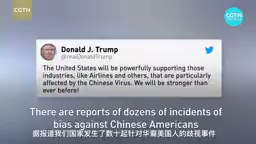 CGTN
CGTN
Donald J. Trump
@realDonaldTrump
The United States will be powerfully supporting those
industries, like Airlines and others, that are particularly
affected by the Chinese Virus. We will be stronger than
ever before!
There are reports of dozens of incidents of
bias against Chinese Americans
据报道我们国家发生了数十起针对华裔美国人的歧视事件